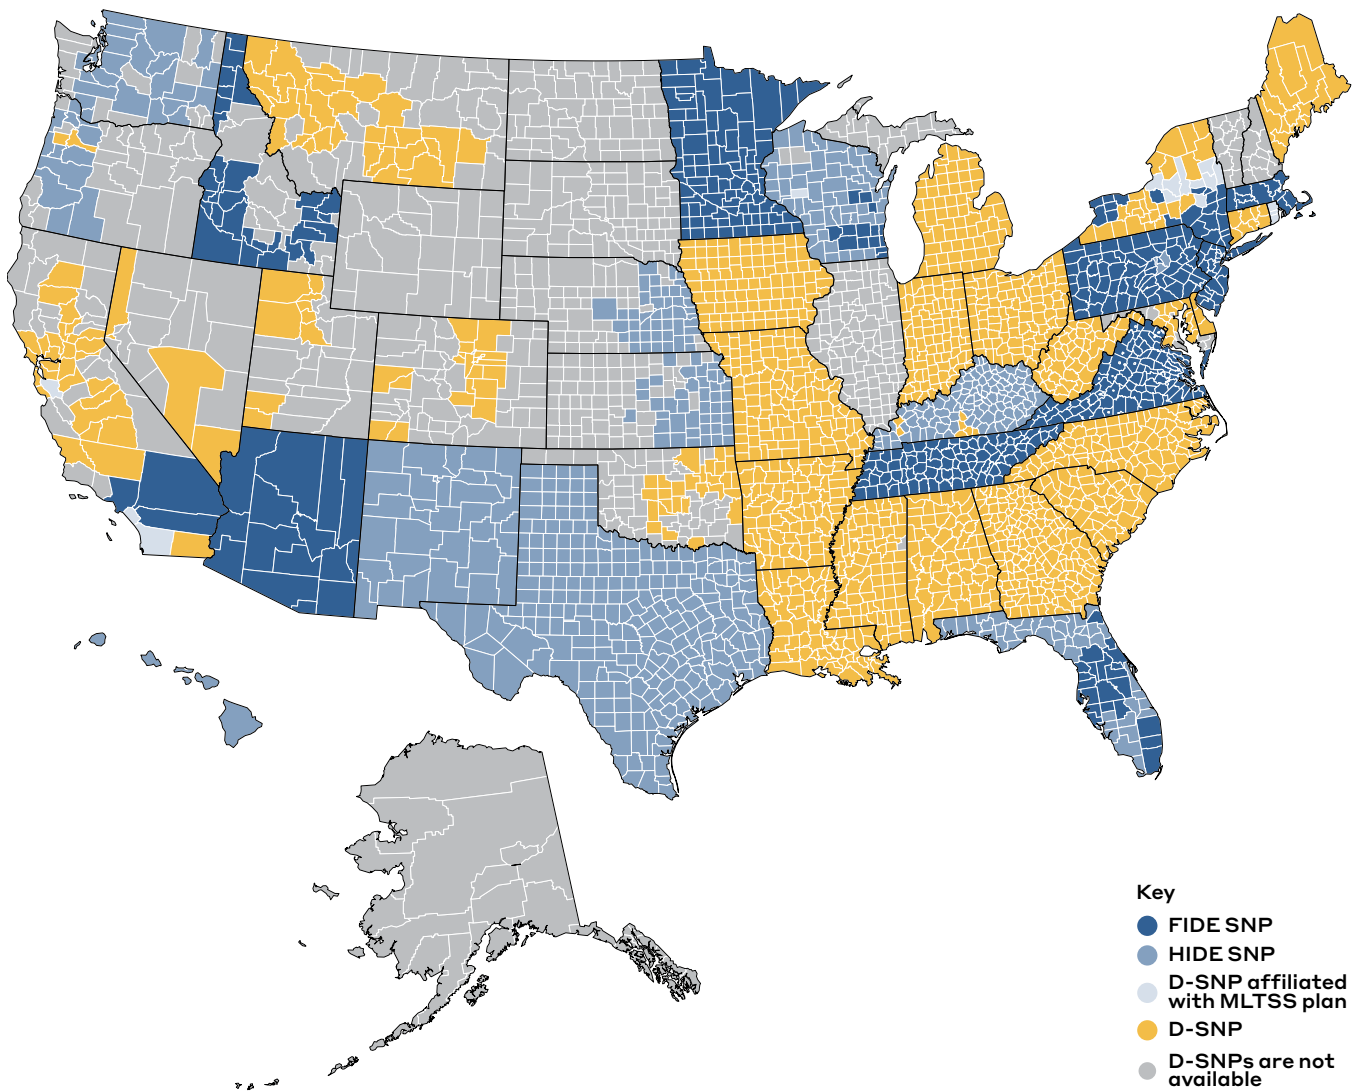 Key
FIDE SNP
HIDE SNP
D-SNP affiliated
with MLTSS plan
D-SNP
D-SNPs are not
available